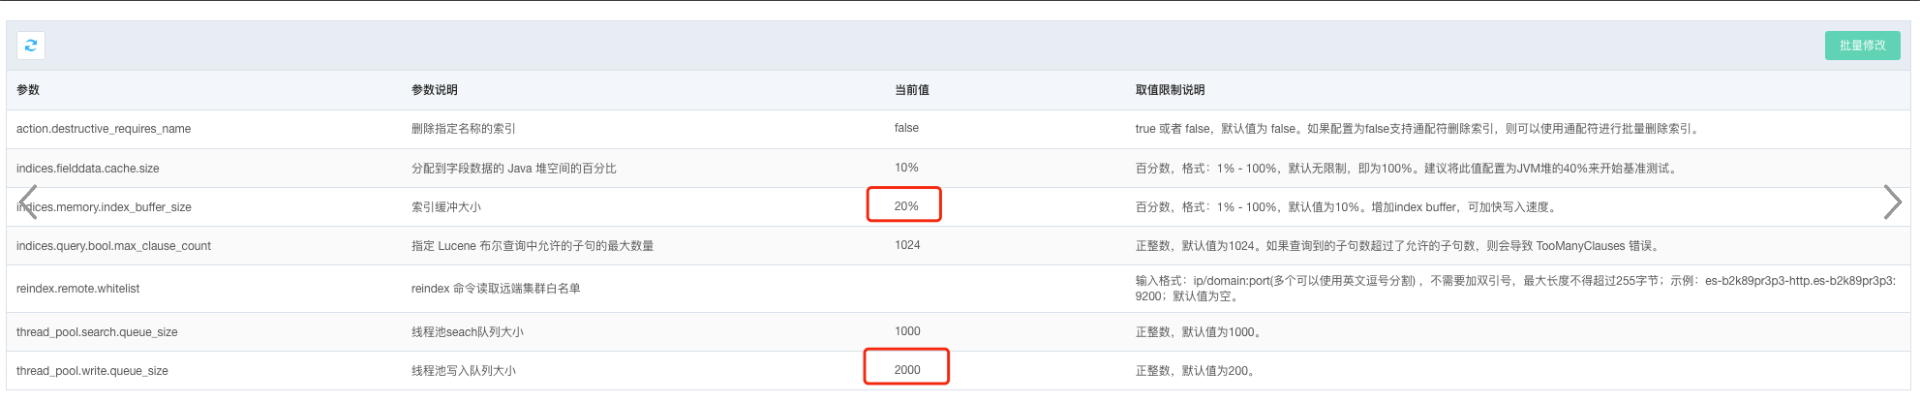 批量修改
参数 参数说明 当前值 取值限制说明
action.destructive_requires_name 删除指定名称的索引 false true 或者 false，默认值为 false。如果配置为false支持通配符删除索引，则可以使用通配符进行批量删除索引。
indices.fielddata.cache.size 分配到字段数据的 Java 堆空间的百分比 10% 百分数，格式：1% - 100%，默认无限制，即为100%。建议将此值配置为JVM堆的40%来开始基准测试。
indices.memory.index_buffer_size 索引缓冲大小 20% 百分数，格式：1% - 100%，默认值为10%。增加index buffer，可加快写入速度。
indices.query.bool.max_clause_count 指定 Lucene 布尔查询中允许的子句的最大数量 1024 正整数，默认值为1024。如果查询到的子句数超过了允许的子句数，则会导致 TooManyClauses 错误。
reindex.remote.whitelist reindex 命令读取远端集群白名单 输入格式：ip/domain:port(多个可以使用英文逗号分割) ，不需要加双引号，最大长度不得超过255字节；示例：es-b2k89pr3p3-http.es-b2k89pr3p3:
9200；默认值为空。
thread_pool.search.queue_size 线程池seach队列大小 1000 正整数，默认值为1000。
thread_pool.write.queue_size 线程池写入队列大小 2000 正整数，默认值为200。